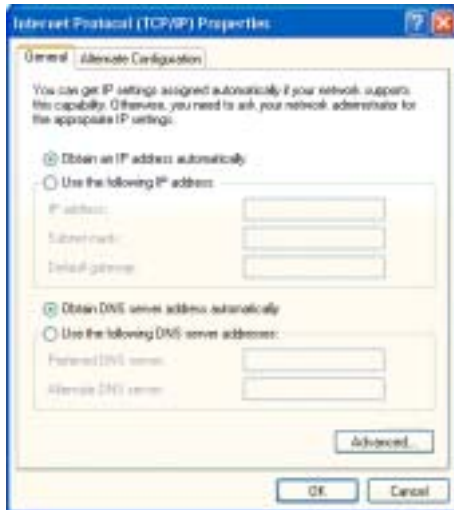 Internet Protocol (TCP/IP) Properties
General Alternate Configuration
You can get IP settings assigned automatically if your network supports
this capability. Otherwise, you need to ask your network administrator for
the appropriate IP settings.
Obtain an IP address automatically
Use the following IP address:
IP address:
Subnet mask:
Default gateway:
Obtain DNS server address automatically
Use the following DNS server addresses:
Preferred DNS server:
Alternate DNS server:
Advanced...
OK Cancel